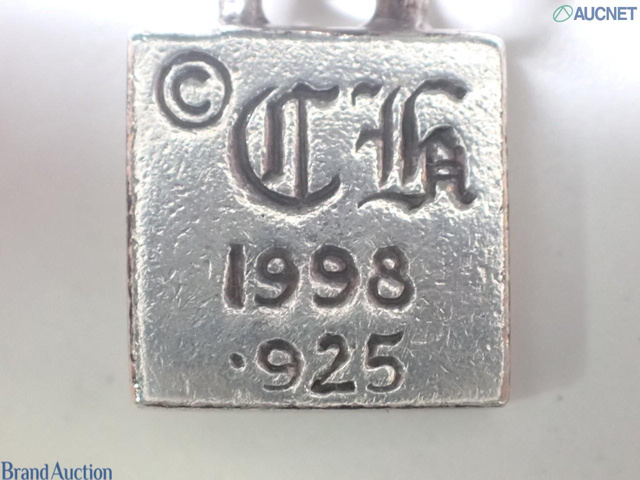 AUCNET
© CH
1998
.925
Brand Auction